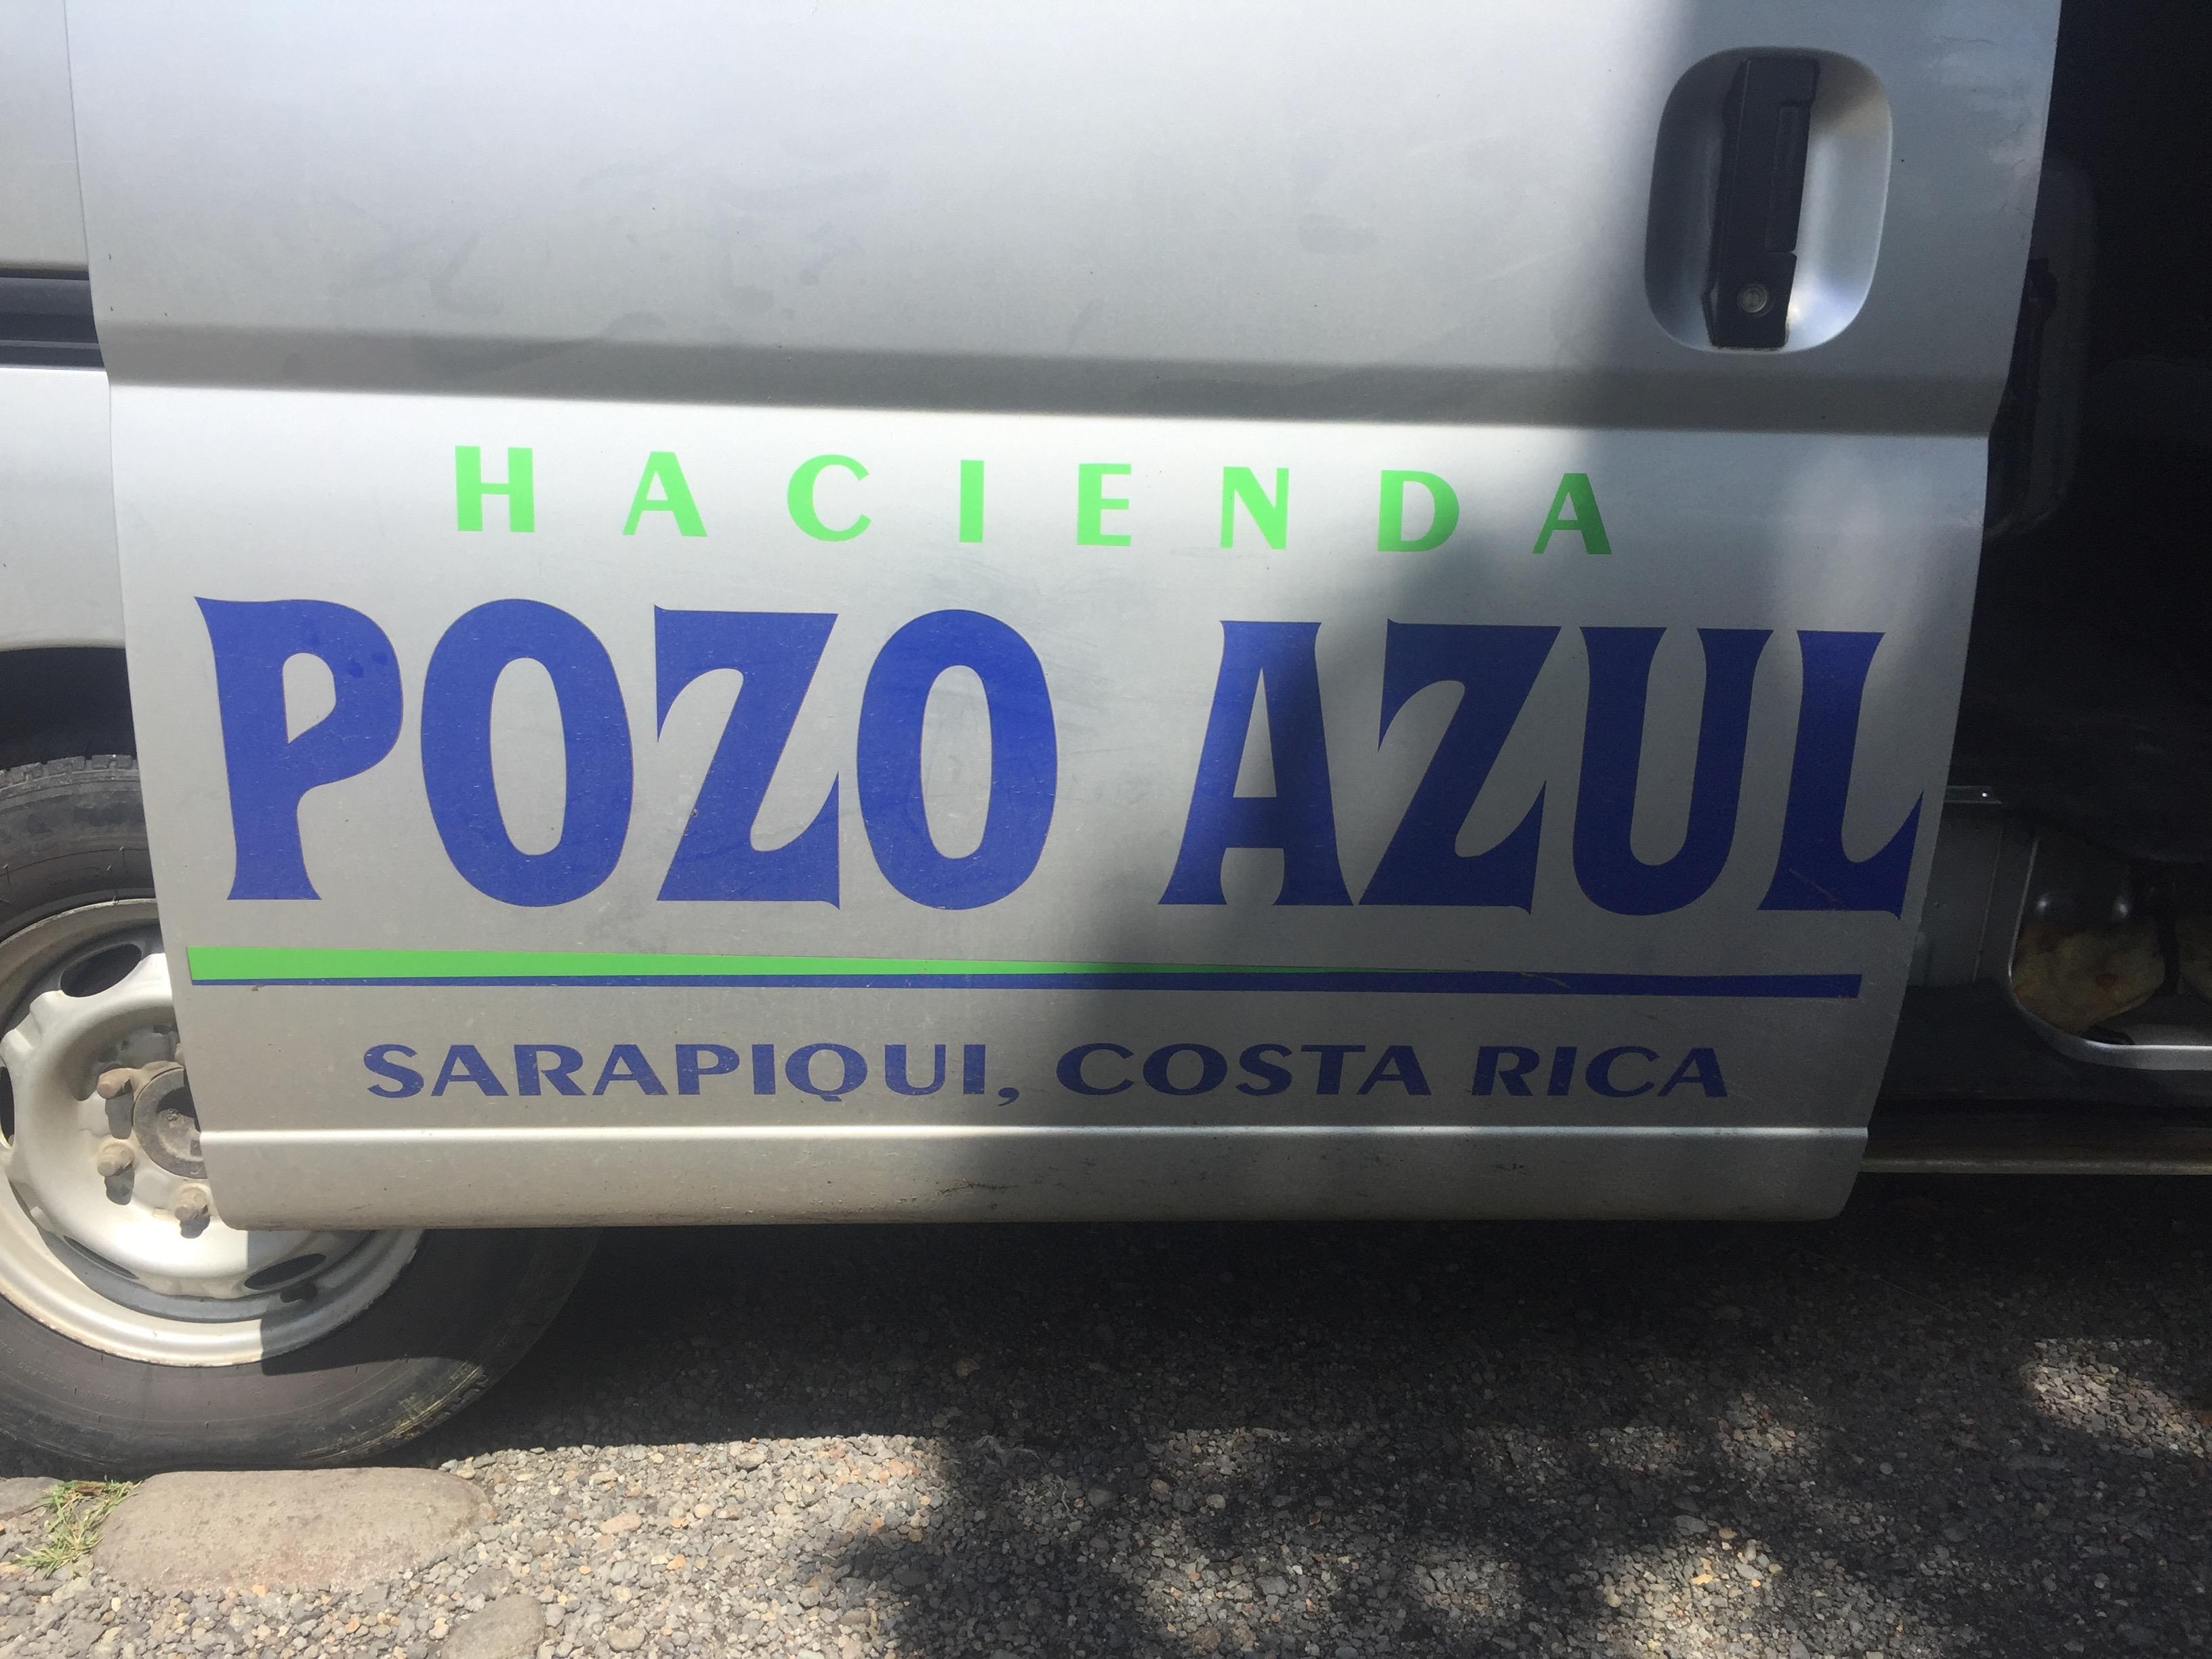 HACIENDA
POZO AZUL
SARAPIQUI, COSTA RICA